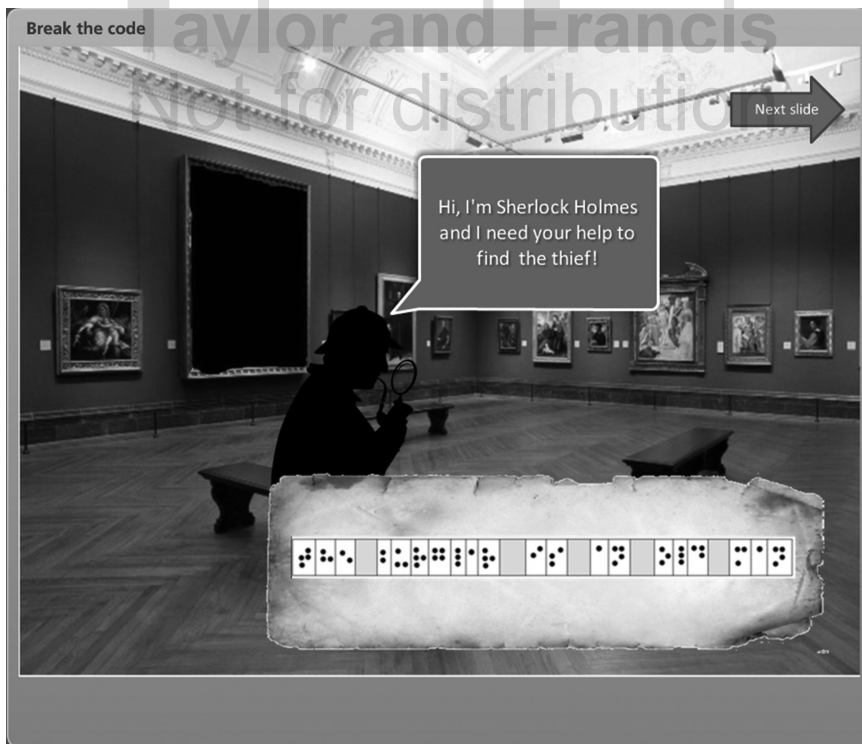 Taylor and Francis
Break the code
Not for distribution
Next slide
Hi, I'm Sherlock Holmes
and I need your help to
find the thief!